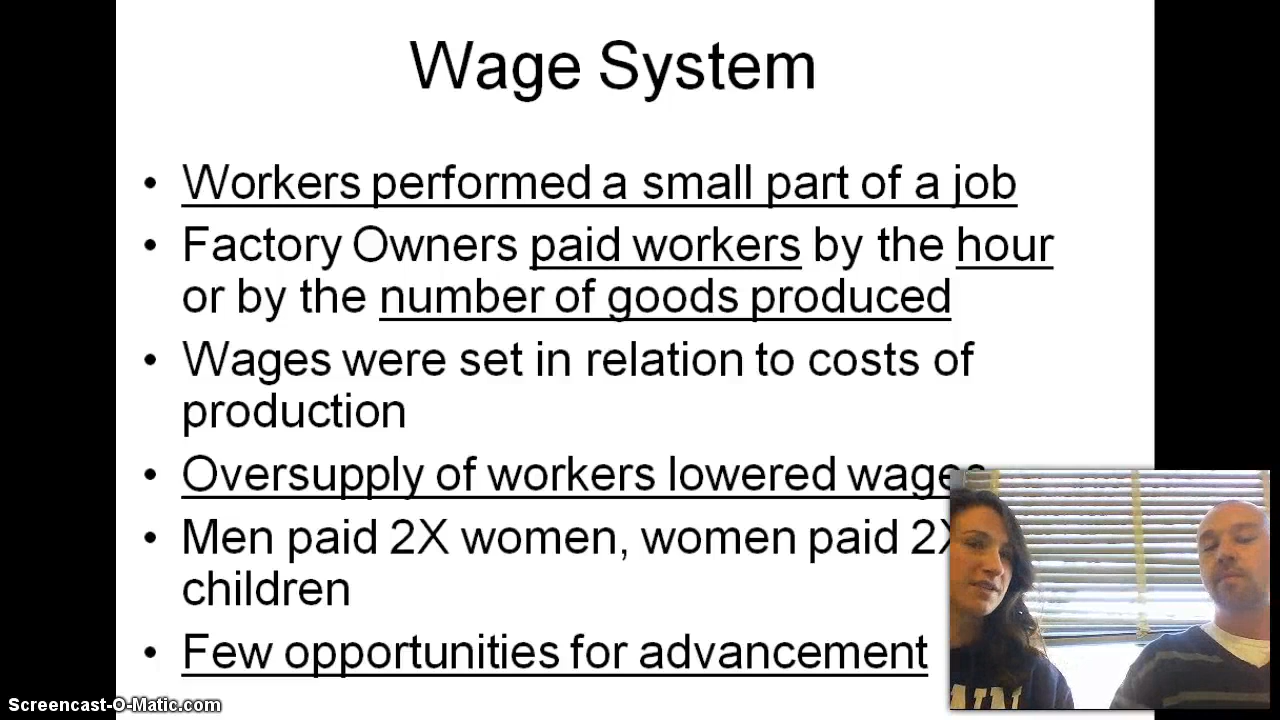 Wage System
• Workers performed a small part of a job
• Factory Owners paid workers by the hour
or by the number of goods produced
• Wages were set in relation to costs of
production
• Oversupply of workers lowered wages
• Men paid 2X women, women paid 2X
children
• Few opportunities for advancement
Screencast-O-Matic.com